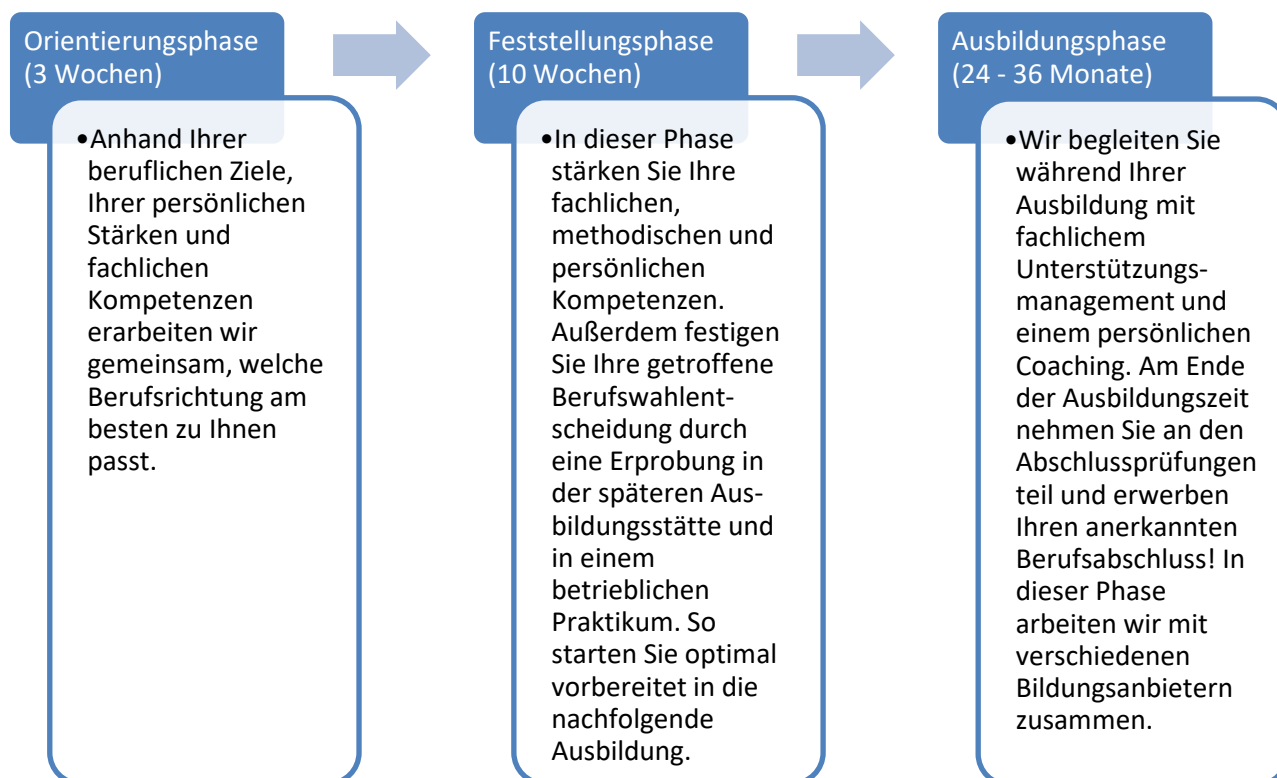 Orientierungsphase
(3 Wochen)
•Anhand Ihrer
beruflichen Ziele,
Ihrer persönlichen
Stärken und
fachlichen
Kompetenzen
erarbeiten wir
gemeinsam, welche
Berufsrichtung am
besten zu Ihnen
passt.
Feststellungsphase
(10 Wochen)
•In dieser Phase
stärken Sie Ihre
fachlichen,
methodischen und
persönlichen
Kompetenzen.
Außerdem festigen
Sie Ihre getroffene
Berufswahlent-
scheidung durch
eine Erprobung in
der späteren Aus-
bildungsstätte und
in einem
betrieblichen
Praktikum. So
starten Sie optimal
vorbereitet in die
nachfolgende
Ausbildung.
Ausbildungsphase
(24 - 36 Monate)
•Wir begleiten Sie
während Ihrer
Ausbildung mit
fachlichem
Unterstützungs-
management und
einem persönlichen
Coaching. Am Ende
der Ausbildungszeit
nehmen Sie an den
Abschlussprüfungen
teil und erwerben
Ihren anerkannten
Berufsabschluss! In
dieser Phase
arbeiten wir mit
verschiedenen
Bildungsanbietern
zusammen.